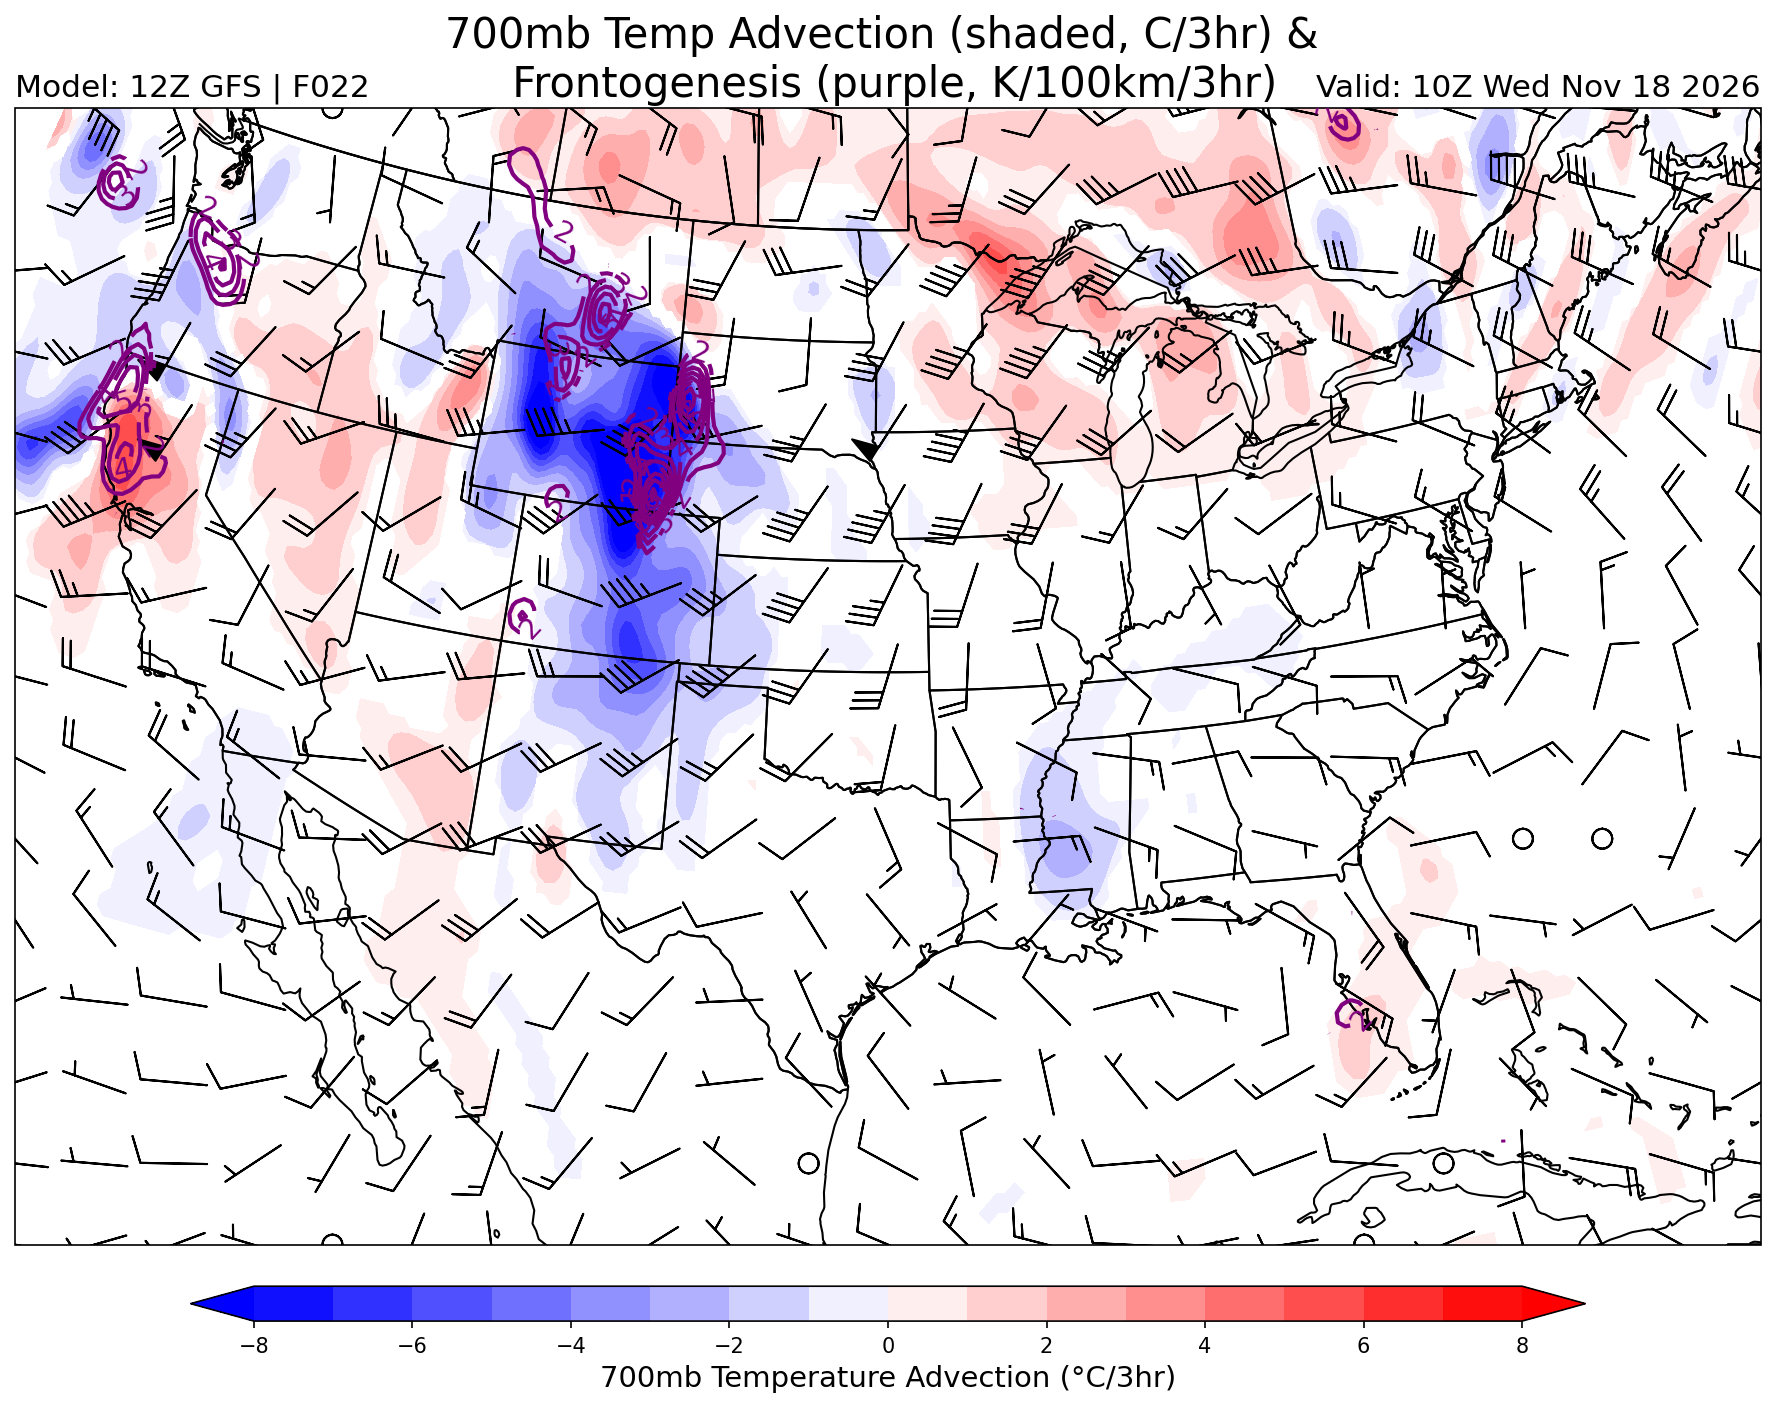 700mb Temp Advection (shaded, C/3hr) &
Frontogenesis (purple, K/100km/3hr)
Model: 12Z GFS | F022
Valid: 10Z Wed Nov 18 2026
−8 −6 −4 −2 0 2 4 6 8
700mb Temperature Advection (°C/3hr)